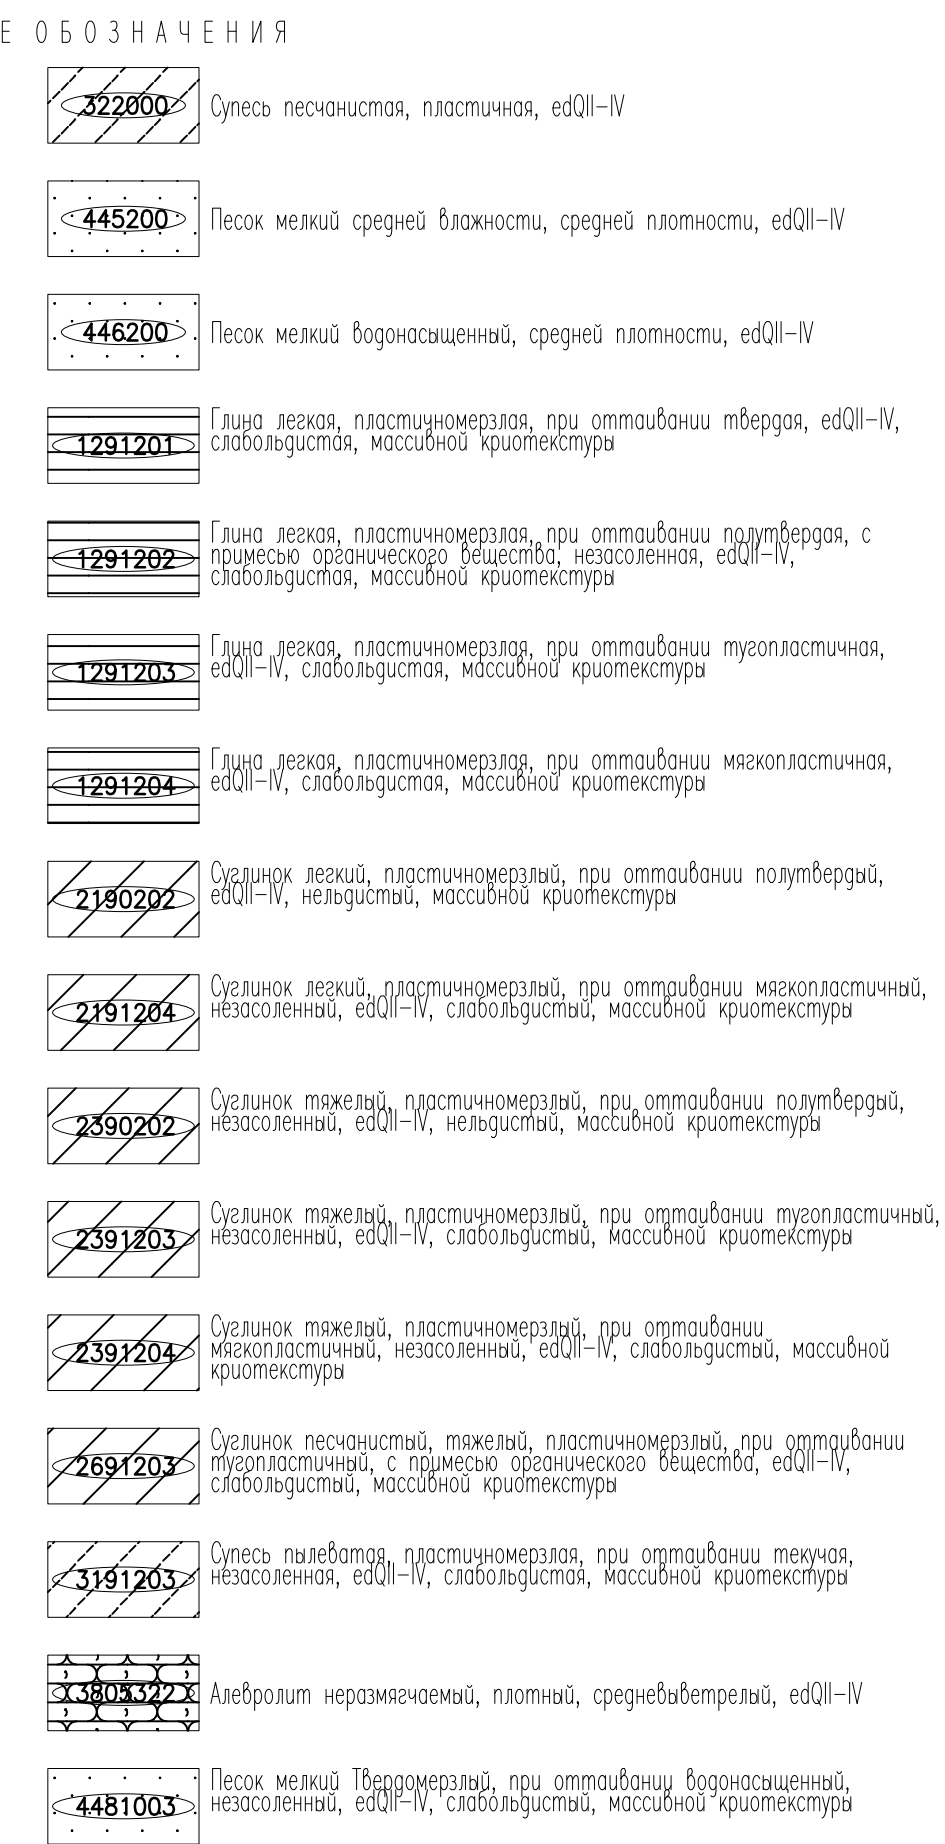 Е ОБОЗНАЧЕНИЯ
322000 Супесь песчанистая, пластичная, edQII-IV
445200 Песок мелкий средней влажности, средней плотности, edQII-IV
446200 Песок мелкий водонасыщенный, средней плотности, edQII-IV
1291201 Глина легкая, пластичномерзлая, при оттаивании твердая, edQII-IV,
слабольдистая, массивной криотекстуры
1291202 Глина легкая, пластичномерзлая, при оттаивании полутвердая, с
примесью органического вещества, незасоленная, edQII-IV,
слабольдистая, массивной криотекстуры
1291203 Глина легкая, пластичномерзлая, при оттаивании тугопластичная,
edQII-IV, слабольдистая, массивной криотекстуры
1291204 Глина легкая, пластичномерзлая, при оттаивании мягкопластичная,
edQII-IV, слабольдистая, массивной криотекстуры
2190202 Суглинок легкий, пластичномерзлый, при оттаивании полутвердый,
edQII-IV, нельдистый, массивной криотекстуры
2191204 Суглинок легкий, пластичномерзлый, при оттаивании мягкопластичный,
незасоленный, edQII-IV, слабольдистый, массивной криотекстуры
2390202 Суглинок тяжелый, пластичномерзлый, при оттаивании полутвердый,
незасоленный, edQII-IV, нельдистый, массивной криотекстуры
2391203 Суглинок тяжелый, пластичномерзлый, при оттаивании тугопластичный,
незасоленный, edQII-IV, слабольдистый, массивной криотекстуры
2391204 Суглинок тяжелый, пластичномерзлый, при оттаивании
мягкопластичный, незасоленный, edQII-IV, слабольдистый, массивной
криотекстуры
2691203 Суглинок песчанистый, тяжелый, пластичномерзлый, при оттаивании
тугопластичный, с примесью органического вещества, edQII-IV,
слабольдистый, массивной криотекстуры
3191203 Супесь пылеватая, пластичномерзлая, при оттаивании текучая,
незасоленная, edQII-IV, слабольдистая, массивной криотекстуры
3805322 Алевролит неразмягчаемый, плотный, средневыветрелый, edQII-IV
4481003 Песок мелкий Твердомерзлый, при оттаивании водонасыщенный,
незасоленный, edQII-IV, слабольдистый, массивной криотекстуры